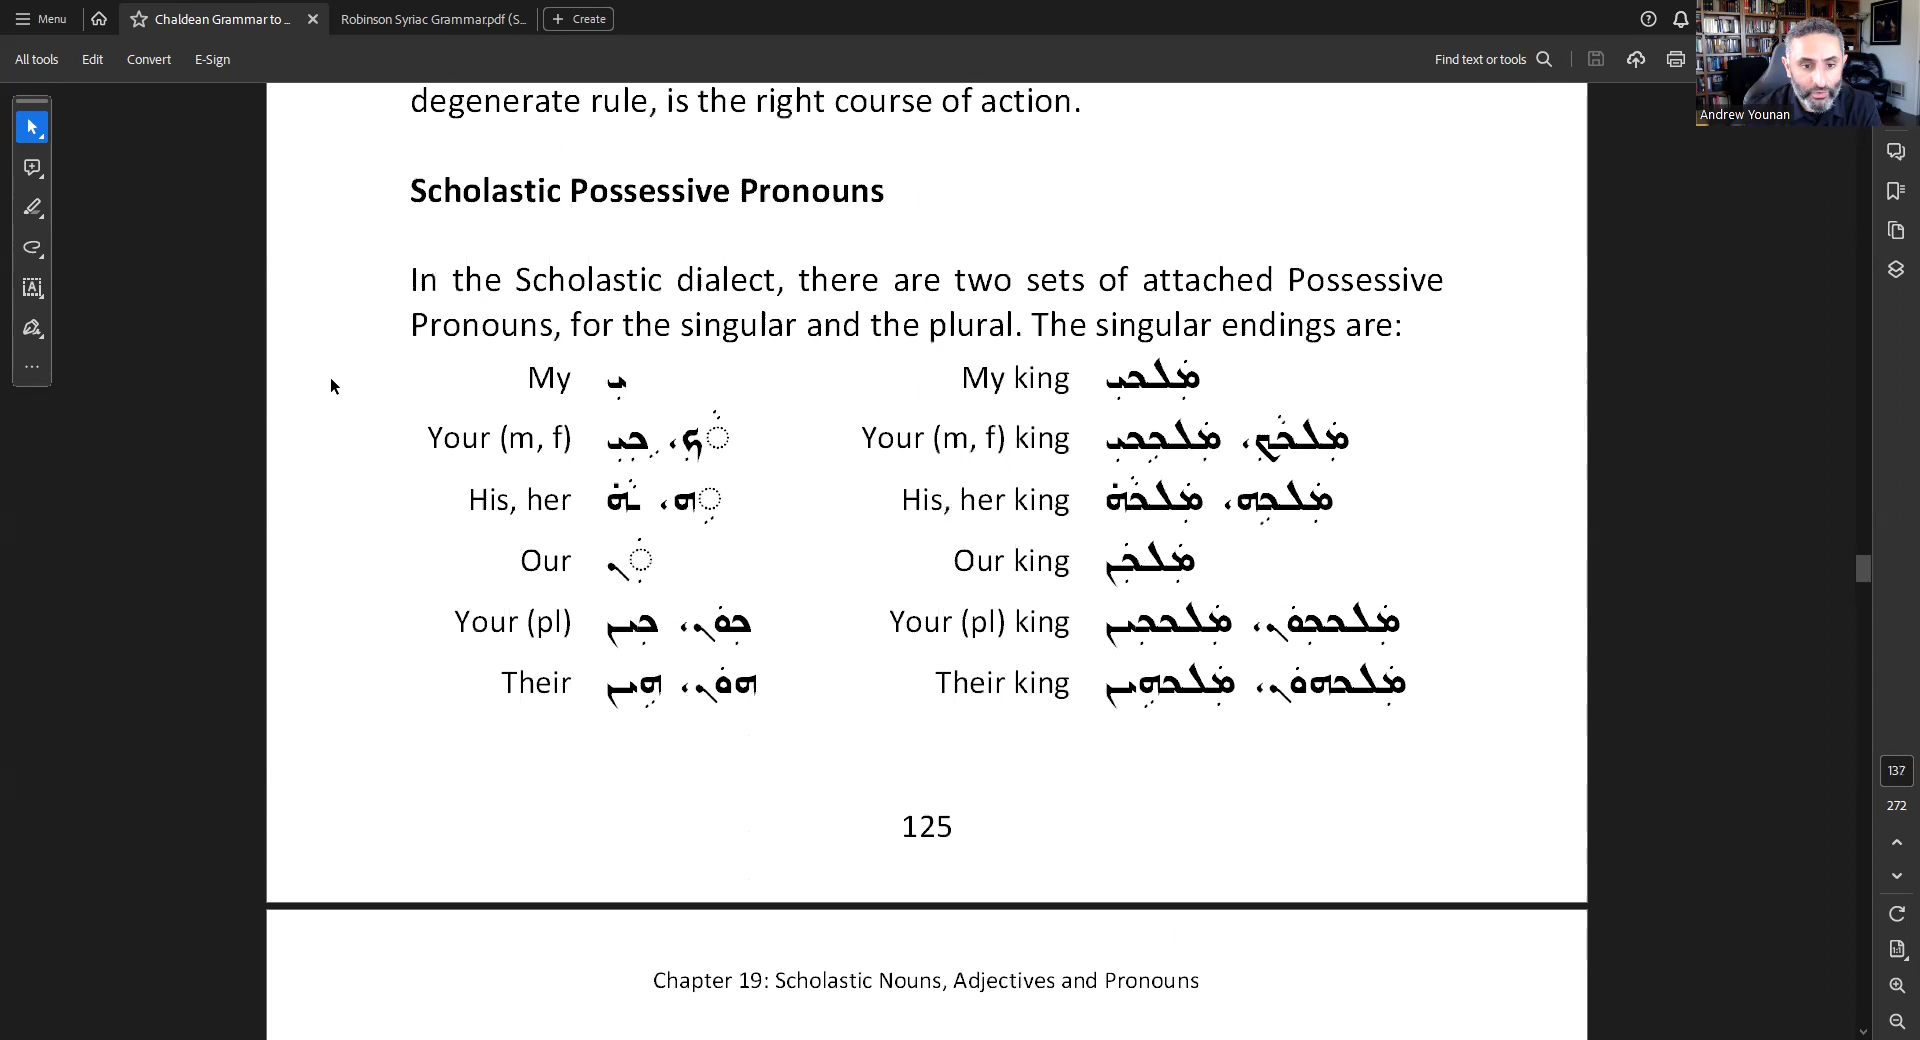 Menu
Chaldean Grammar to ...
Robinson Syriac Grammar.pdf (S...
Create
All tools Edit Convert E-Sign
Find text or tools
Andrew Younan
degenerate rule, is the right course of action.
Scholastic Possessive Pronouns
In the Scholastic dialect, there are two sets of attached Possessive
Pronouns, for the singular and the plural. The singular endings are:
My ܝܼ My king ܡܲܠܟܝܼ
Your (m, f) Your (m, f) king
His, her His, her king
Our ܲܢ Our king ܡܲܠܟܲܢ
Your (pl) Your (pl) king
Their Their king
125
Chapter 19: Scholastic Nouns, Adjectives and Pronouns
137
272